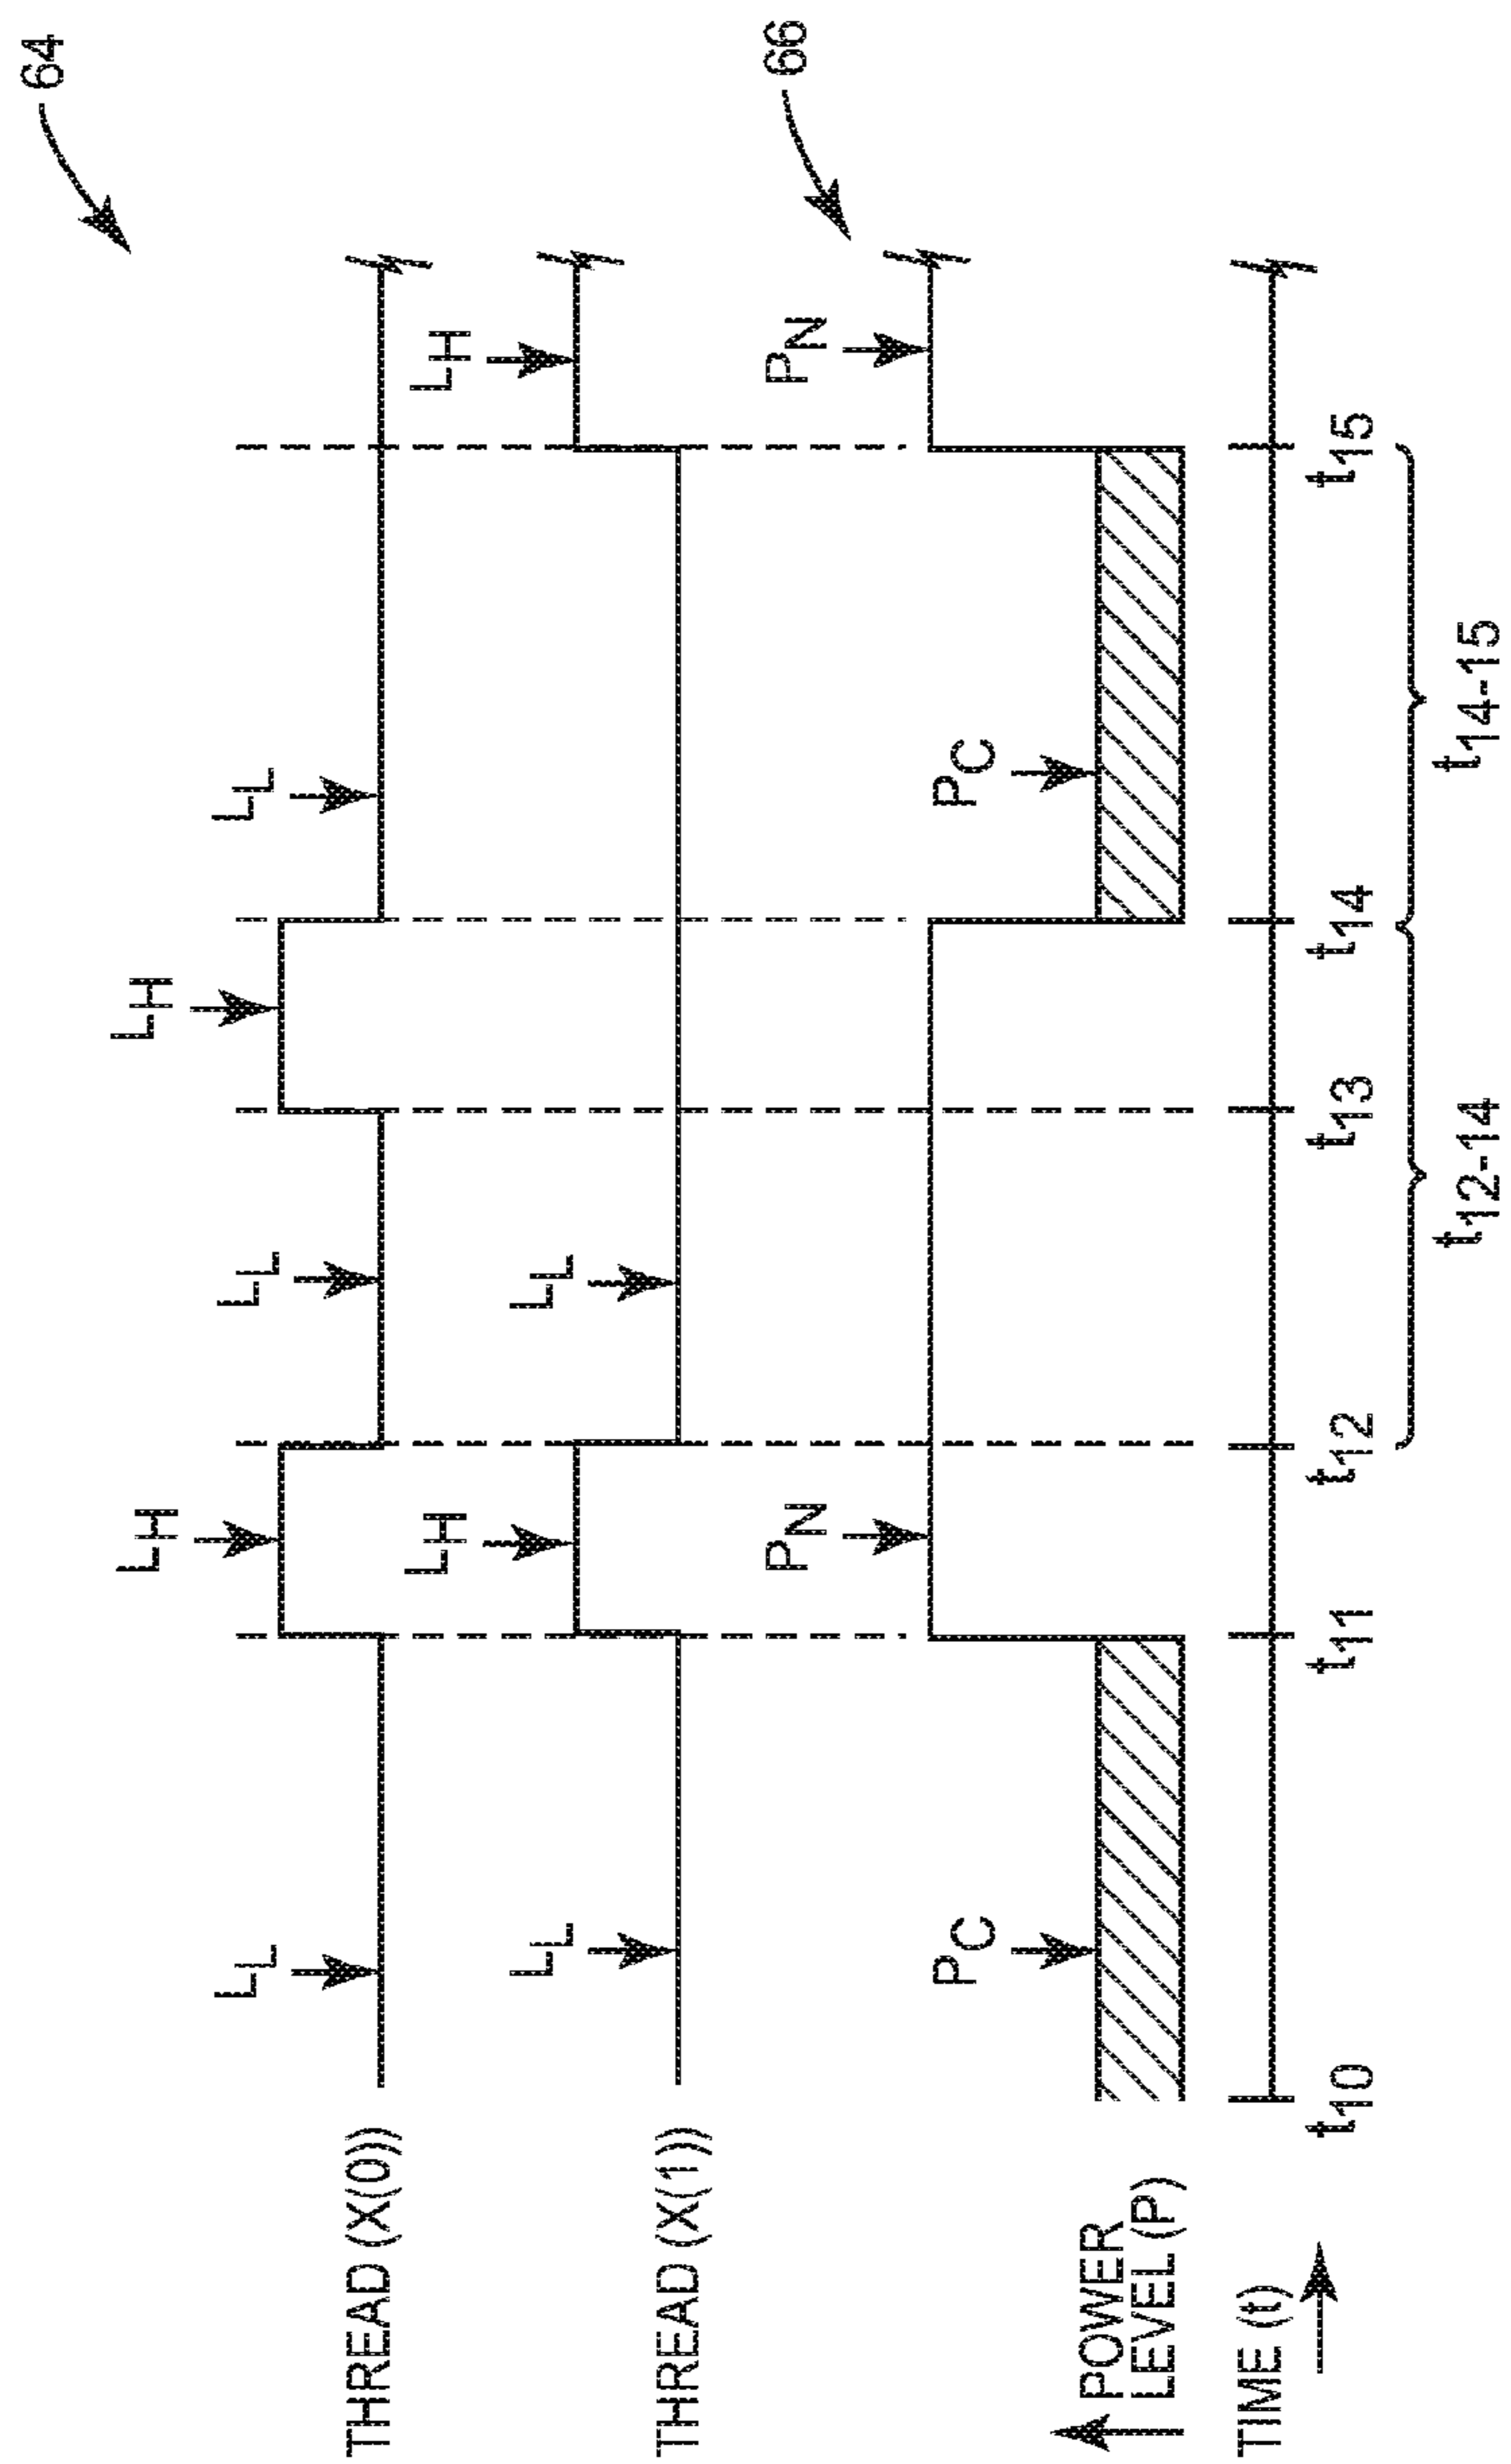 64
L_H
L_H
L_L
L_L
L_L
THREAD (X(0))
L_H
L_H
L_L
L_L
THREAD (X(1))
66
P_N
P_N
P_C
P_C
POWER
LEVEL (P)
TIME (t)
t_10
t_11
t_12
t_13
t_14
t_15
t_12-14
t_14-15